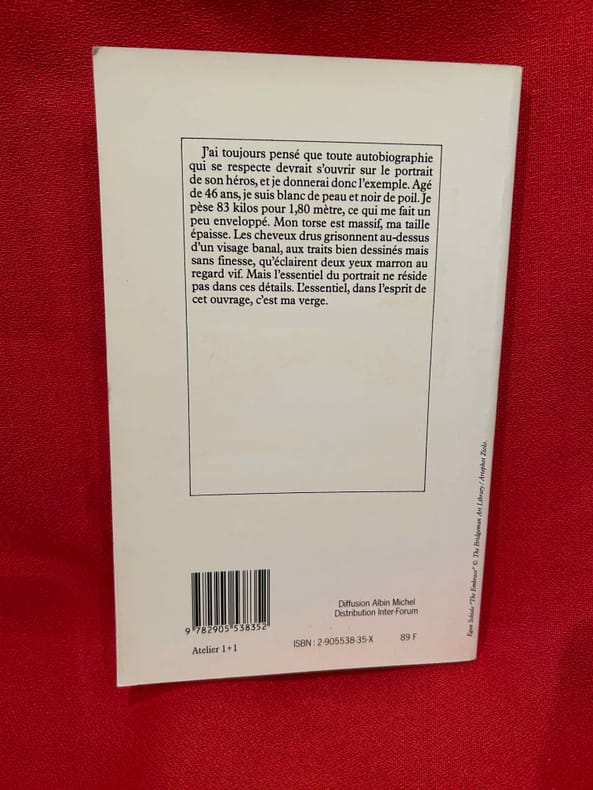 J'ai toujours pensé que toute autobiographie
qui se respecte devrait s'ouvrir sur le portrait
de son héros, et je donnerai donc l'exemple. Agé
de 46 ans, je suis blanc de peau et noir de poil. Je
pèse 83 kilos pour 1,80 mètre, ce qui me fait un
peu enveloppé. Mon torse est massif, ma taille
épaisse. Les cheveux drus grisonnent au-dessus
d'un visage banal, aux traits bien dessinés mais
sans finesse, qu'éclairent deux yeux marron au
regard vif. Mais l'essentiel du portrait ne réside
pas dans ces détails. L'essentiel, dans l'esprit de
cet ouvrage, c'est ma verge.
Egon Schiele "The Embrace" © The Bridgeman Art Library / Artephot Ziolo.
9 782905 538352
Atelier 1+1
Diffusion Albin Michel
Distribution Inter-Forum
ISBN : 2-905538-35-X
89 F